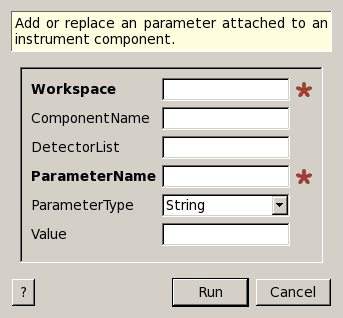 Add or replace an parameter attached to an
instrument component.
Workspace *
ComponentName
DetectorList
ParameterName *
ParameterType String
Value
? Run Cancel